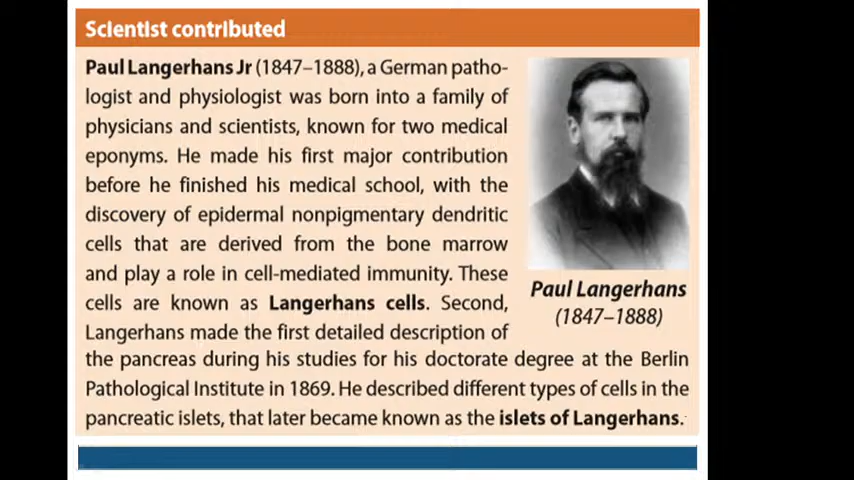 Scientist contributed
Paul Langerhans Jr (1847–1888), a German patho-
logist and physiologist was born into a family of
physicians and scientists, known for two medical
eponyms. He made his first major contribution
before he finished his medical school, with the
discovery of epidermal nonpigmentary dendritic
cells that are derived from the bone marrow
and play a role in cell-mediated immunity. These
cells are known as Langerhans cells. Second,
Langerhans made the first detailed description of
the pancreas during his studies for his doctorate degree at the Berlin
Pathological Institute in 1869. He described different types of cells in the
pancreatic islets, that later became known as the islets of Langerhans.
Paul Langerhans
(1847–1888)